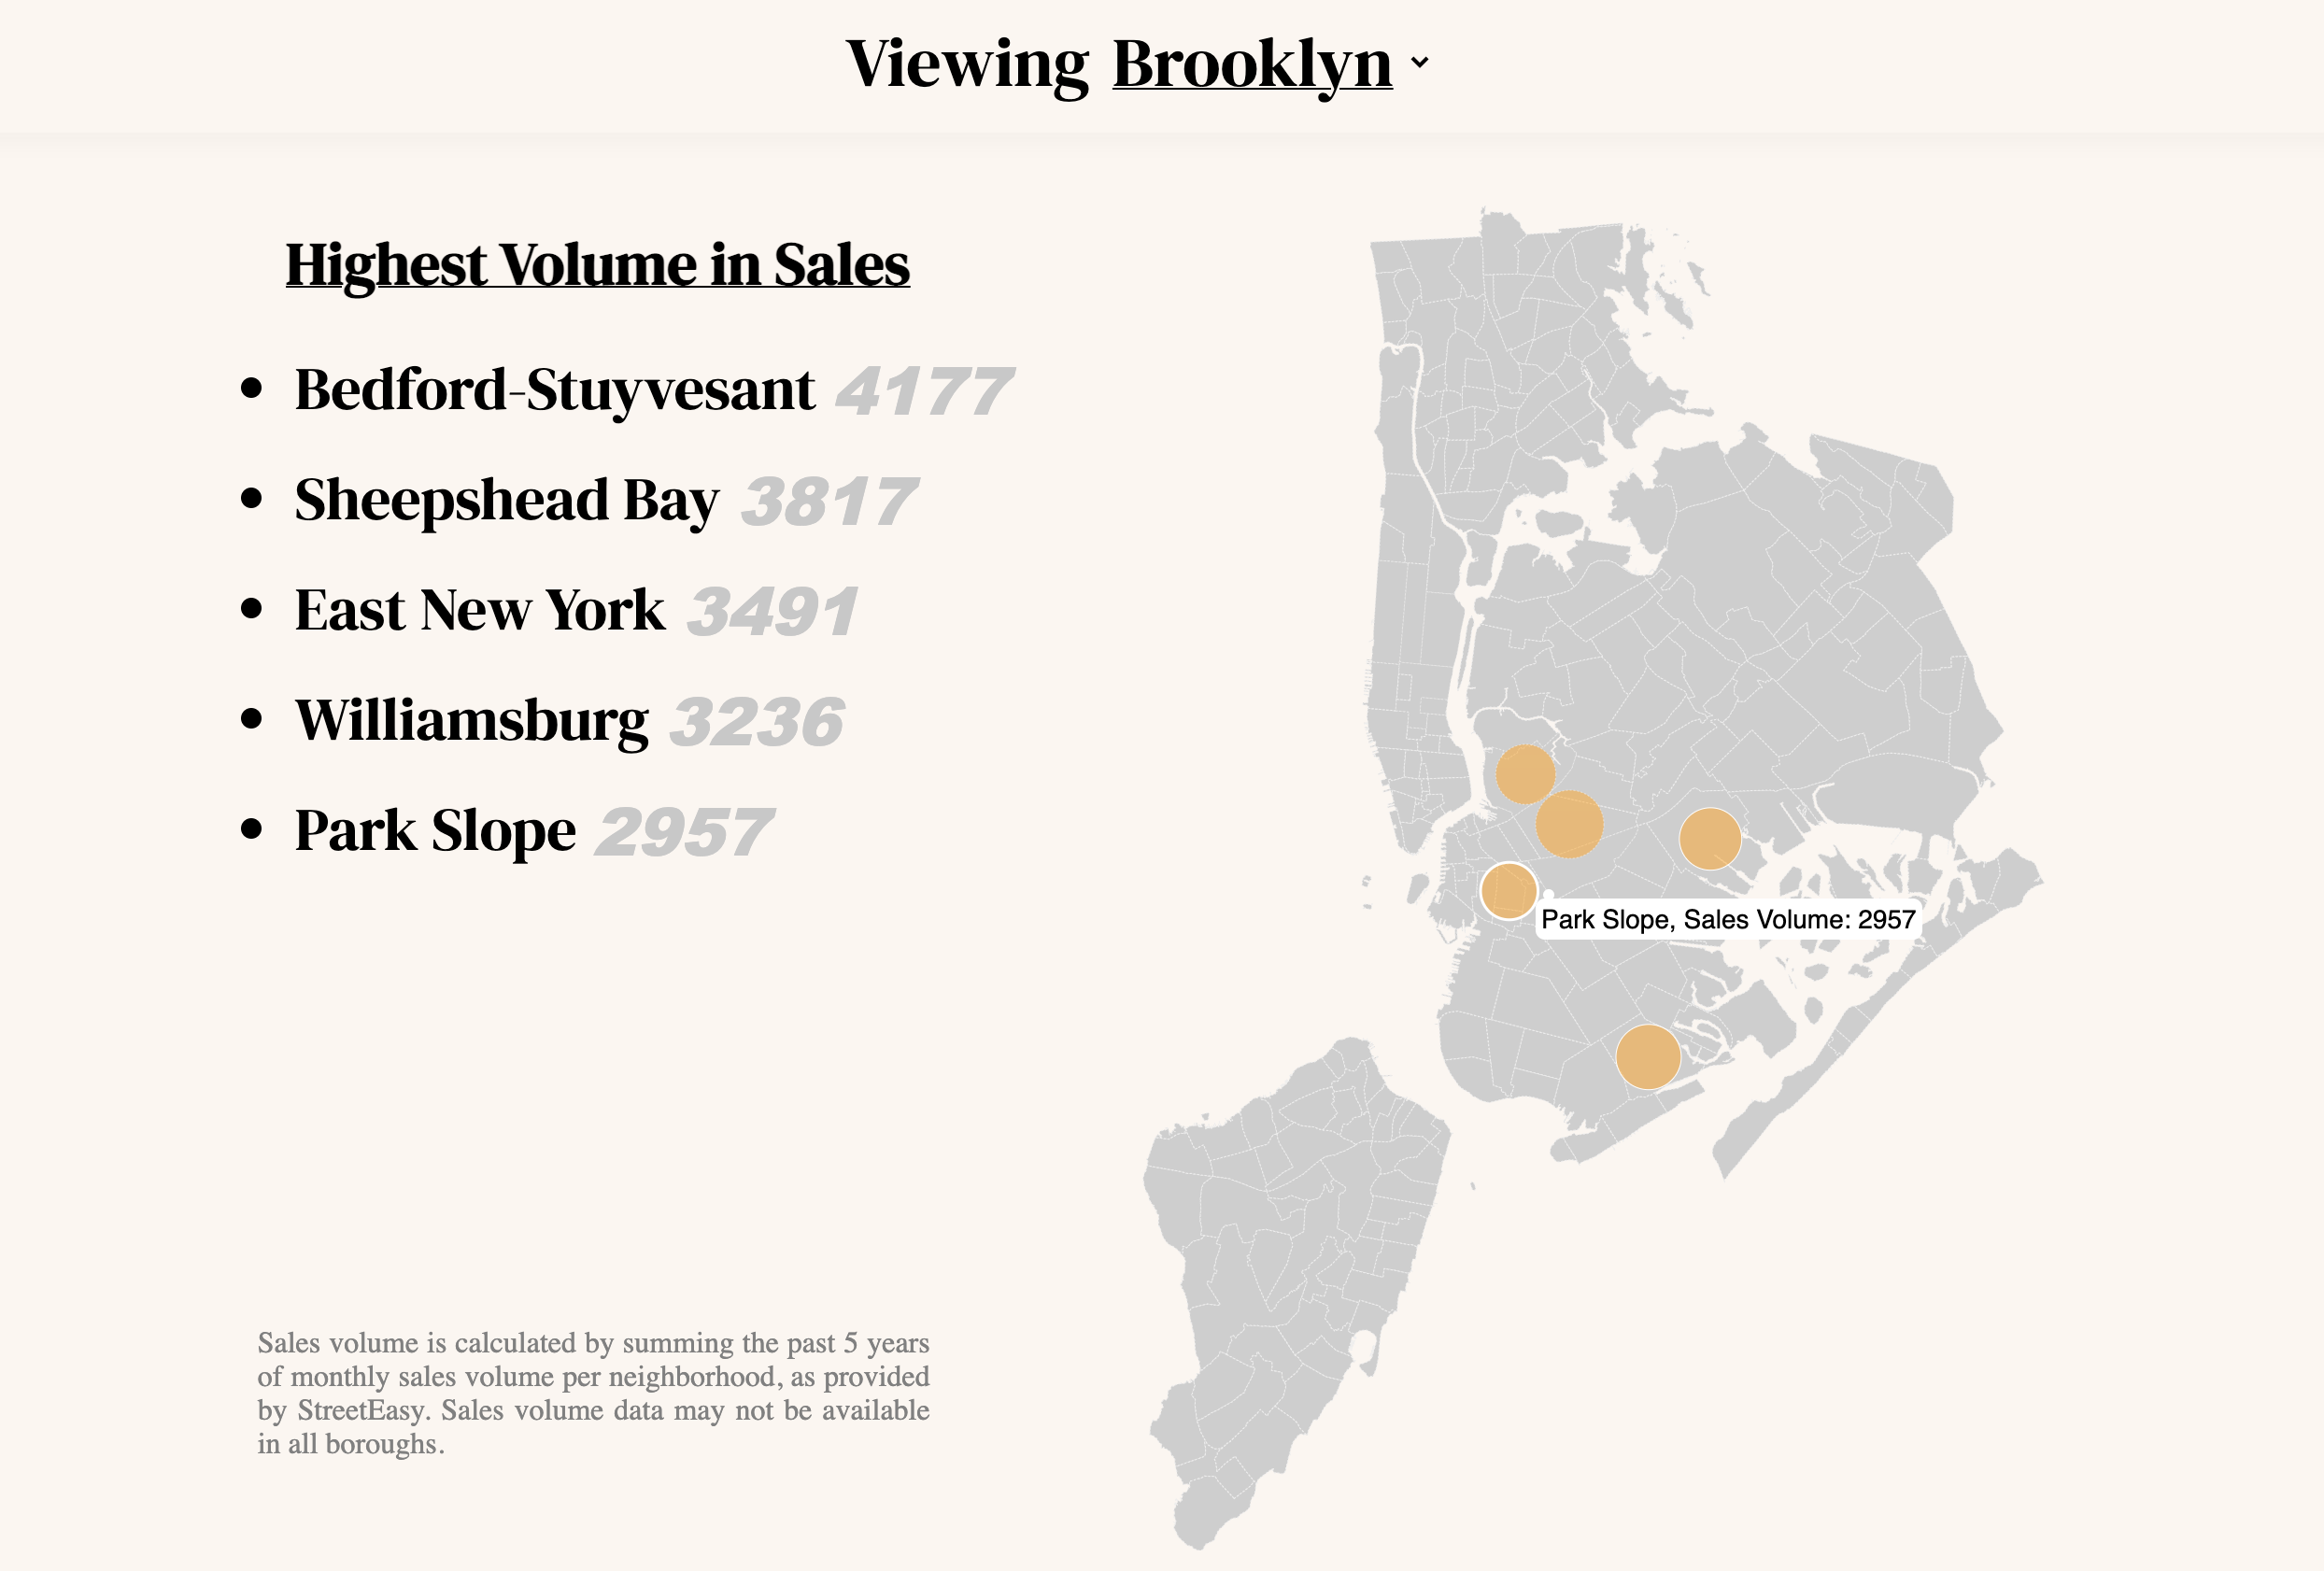 Viewing Brooklyn
Highest Volume in Sales
Bedford-Stuyvesant 4177
Sheepshead Bay 3817
East New York 3491
Williamsburg 3236
Park Slope 2957
Park Slope, Sales Volume: 2957
Sales volume is calculated by summing the past 5 years
of monthly sales volume per neighborhood, as provided
by StreetEasy. Sales volume data may not be available
in all boroughs.